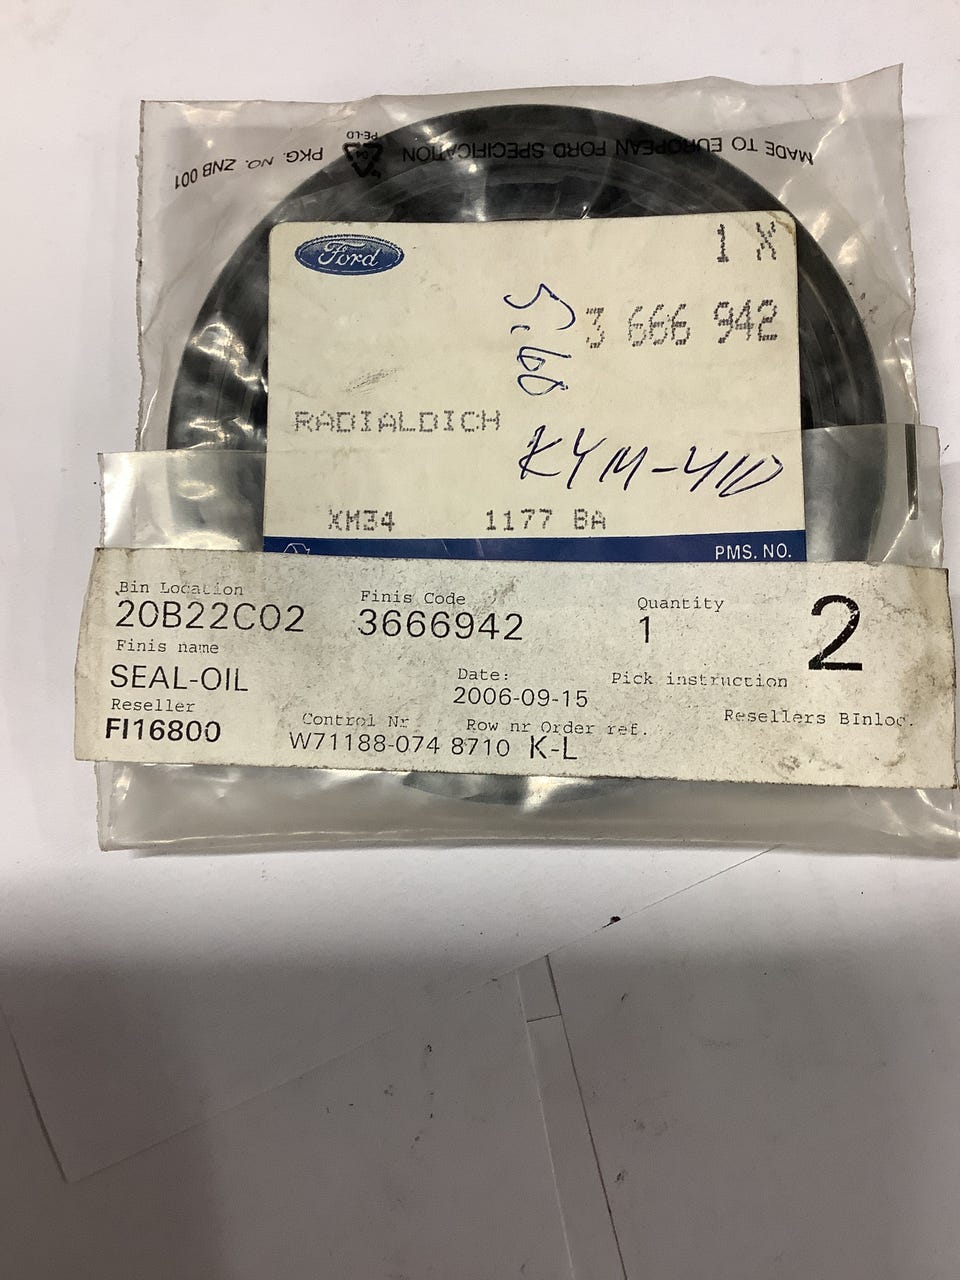 MADE TO EUROPEAN FORD SPECIFICATION
04
PE-LD
PKG. NO. ZNB 001
Ford
1 X
3 666 942
5.60
RADIALDICH
KYM-410
XM34 1177 BA
PMS. NO.
Bin Location Finis Code Quantity
20B22C02 3666942 1 2
Finis name
SEAL-OIL Date: Pick instruction
2006-09-15
Reseller Control Nr Row nr Order ref. Resellers BInloc.
FI16800 W71188-074 8710 K-L